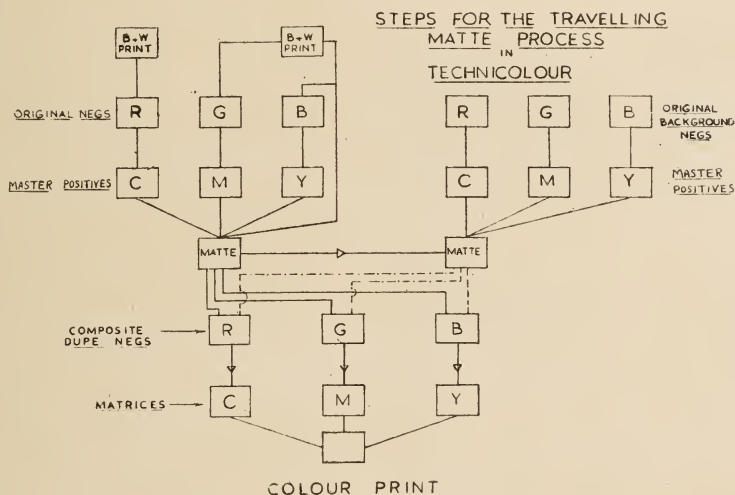 STEPS FOR THE TRAVELLING
MATTE PROCESS
IN
TECHNICOLOUR
B+W
PRINT
B+W
PRINT
ORIGINAL NEGS
R
G
B
R
G
B
ORIGINAL
BACKGROUND
NEGS
MASTER POSITIVES
C
M
Y
C
M
Y
MASTER
POSITIVES
MATTE
MATTE
COMPOSITE
DUPE NEGS
R
G
B
MATRICES
C
M
Y
COLOUR PRINT